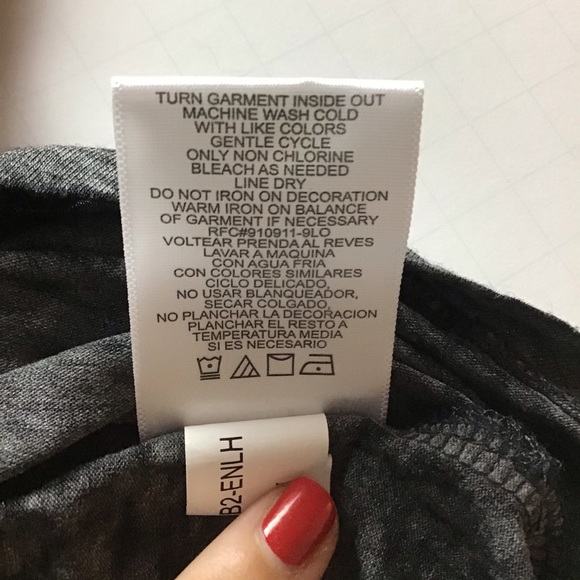 TURN GARMENT INSIDE OUT
MACHINE WASH COLD
WITH LIKE COLORS
GENTLE CYCLE
ONLY NON CHLORINE
BLEACH AS NEEDED
LINE DRY
DO NOT IRON ON DECORATION
WARM IRON ON BALANCE
OF GARMENT IF NECESSARY
RFC#910911-9LO
VOLTEAR PRENDA AL REVES
LAVAR A MAQUINA
CON AGUA FRIA
CON COLORES SIMILARES
CICLO DELICADO,
NO USAR BLANQUEADOR,
SECAR COLGADO,
NO PLANCHAR LA DECORACION
PLANCHAR EL RESTO A
TEMPERATURA MEDIA
SI ES NECESARIO
B2-ENLH